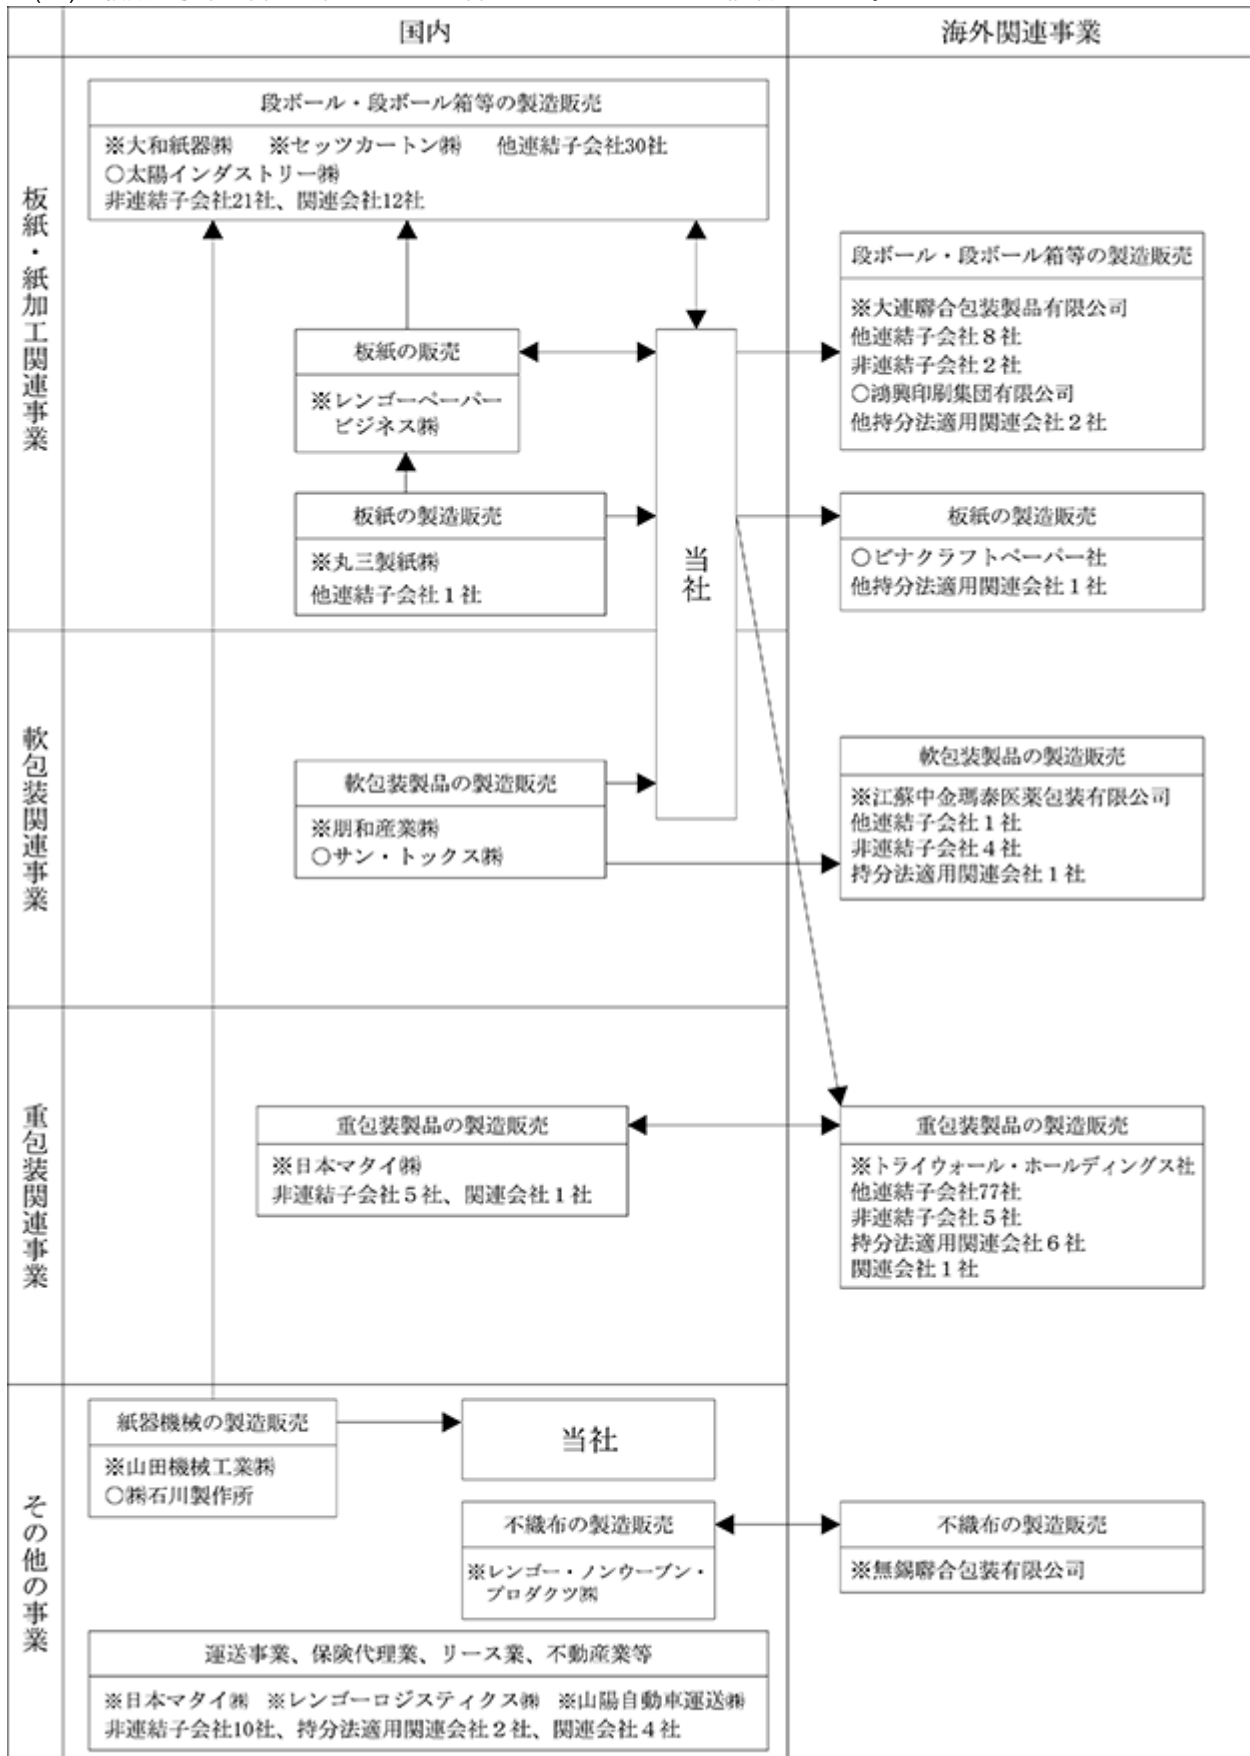 国内
海外関連事業
板紙・紙加工関連事業
段ボール・段ボール箱等の製造販売
※大和紙器㈱ ※セッツカートン㈱ 他連結子会社30社
○太陽インダストリー㈱
非連結子会社21社、関連会社12社
板紙の販売
※レンゴーペーパー
ビジネス㈱
板紙の製造販売
※丸三製紙㈱
他連結子会社1社
当社
段ボール・段ボール箱等の製造販売
※大連聯合包装製品有限公司
他連結子会社8社
非連結子会社2社
○鴻興印刷集団有限公司
他持分法適用関連会社2社
板紙の製造販売
○ビナクラフトペーパー社
他持分法適用関連会社1社
軟包装関連事業
軟包装製品の製造販売
※朋和産業㈱
○サン・トックス㈱
軟包装製品の製造販売
※江蘇中金瑪泰医薬包装有限公司
他連結子会社1社
非連結子会社4社
持分法適用関連会社1社
重包装関連事業
重包装製品の製造販売
※日本マタイ㈱
非連結子会社5社、関連会社1社
重包装製品の製造販売
※トライウォール・ホールディングス社
他連結子会社77社
非連結子会社5社
持分法適用関連会社6社
関連会社1社
その他の事業
紙器機械の製造販売
※山田機械工業㈱
○㈱石川製作所
当社
不織布の製造販売
※レンゴー・ノンウーブン・
プロダクツ㈱
不織布の製造販売
※無錫聯合包装有限公司
運送事業、保険代理業、リース業、不動産業等
※日本マタイ㈱ ※レンゴーロジスティクス㈱ ※山陽自動車運送㈱
非連結子会社10社、持分法適用関連会社2社、関連会社4社